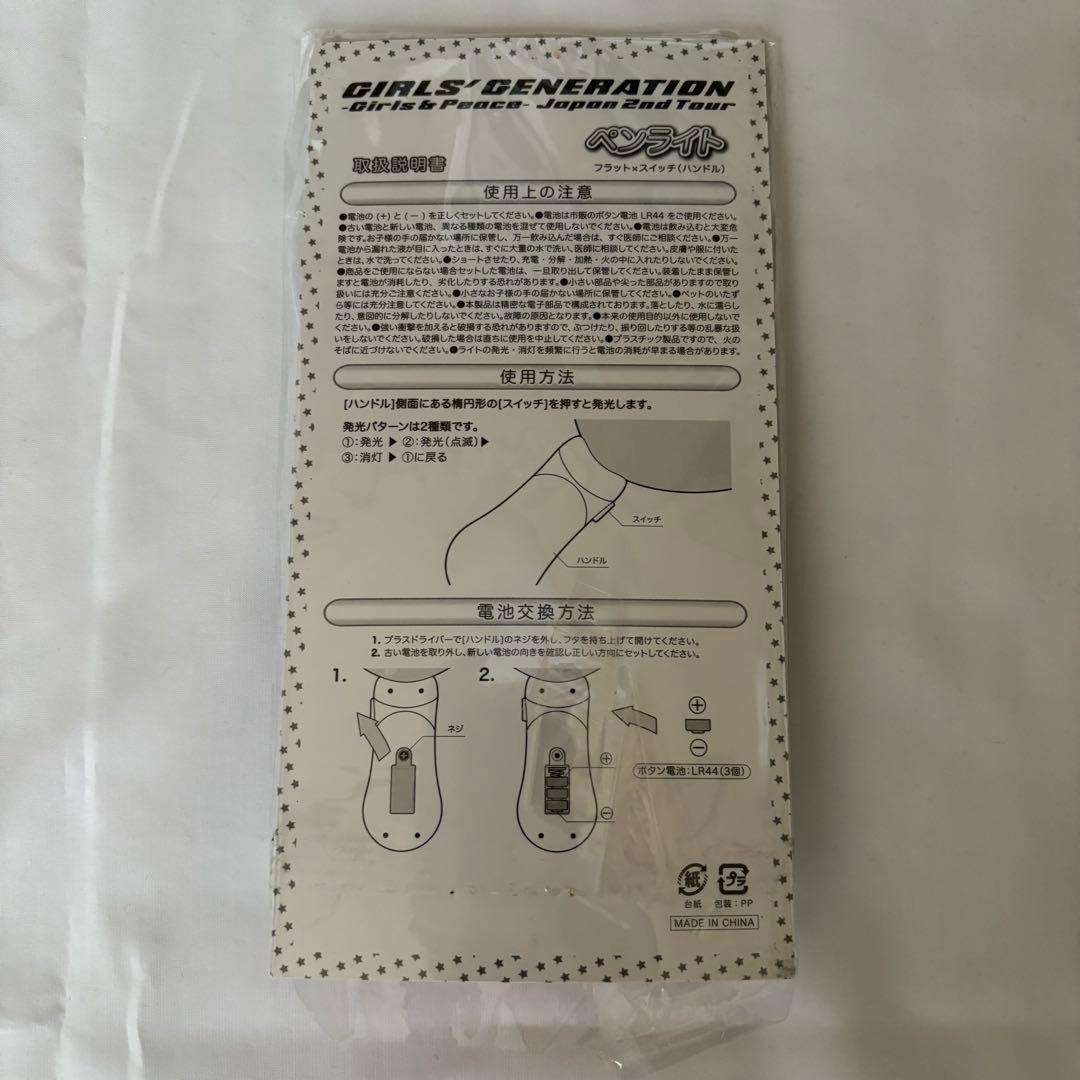 GIRLS' GENERATION
-Girls & Peace- Japan 2nd Tour
ペンライト
取扱説明書
フラット×スイッチ(ハンドル)
使用上の注意
●電池の (+) と (－) を正しくセットしてください。●電池は市販のボタン電池 LR44 をご使用ください。
●古い電池と新しい電池、異なる種類の電池を混ぜて使用しないでください。●電池は飲み込むと大変危
険です。お子様の手の届かない場所に保管し、万一飲み込んだ場合は、すぐ医師にご相談ください。●万一
電池から漏れた液が目に入ったときは、すぐに大量の水で洗い、医師に相談してください。皮膚や服に付いた
ときは、水で洗ってください。●ショートさせたり、充電・分解・加熱・火の中に入れたりしないでください。
●商品をご使用にならない場合セットした電池は、一旦取り出して保管してください。装着したまま保管し
ますと電池が消耗したり、劣化したりする恐れがあります。●小さい部品や尖った部品がありますので取り
扱いには充分ご注意ください。●小さなお子様の手の届かない場所に保管してください。●ペットのいたず
ら等には充分注意してください。●本製品は精密な電子部品で構成されております。落としたり、水に濡らし
たり、意図的に分解したりしないでください。故障の原因となります。●本来の使用目的以外に使用しないで
ください。●強い衝撃を加えると破損する恐れがありますので、ぶつけたり、振り回したりする等の乱暴な扱
いをしないでください。破損した場合は直ちに使用を中止してください。●プラスチック製品ですので、火の
そばに近づけないでください。●ライトの発光・消灯を頻繁に行うと電池の消耗が早まる場合があります。
使用方法
[ハンドル]側面にある楕円形の[スイッチ]を押すと発光します。
発光パターンは2種類です。
①:発光 ▶ ②:発光(点滅)▶
③:消灯 ▶ ①に戻る
スイッチ
ハンドル
電池交換方法
1. プラスドライバーで[ハンドル]のネジを外し、フタを持ち上げて開けてください。
2. 古い電池を取り外し、新しい電池の向きを確認し正しい方向にセットしてください。
1.
2.
ネジ
⊕
⊖
⊕
⊖
ボタン電池:LR44(3個)
紙
プラ
台紙
包装:PP
MADE IN CHINA